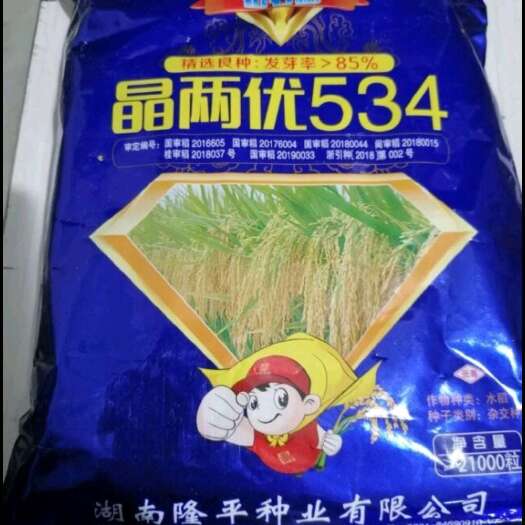 精选良种:发芽率>85%
晶两优534
审定编号:国审稻2016605 国审稻20176004 国审稻20180044 闽审稻20180015
桂审稻2018037号 国审稻20190033 浙引种[2018]第002号
作物种类:水稻
种子类别:杂交种
净含量
21000粒
湖南隆平种业有限公司